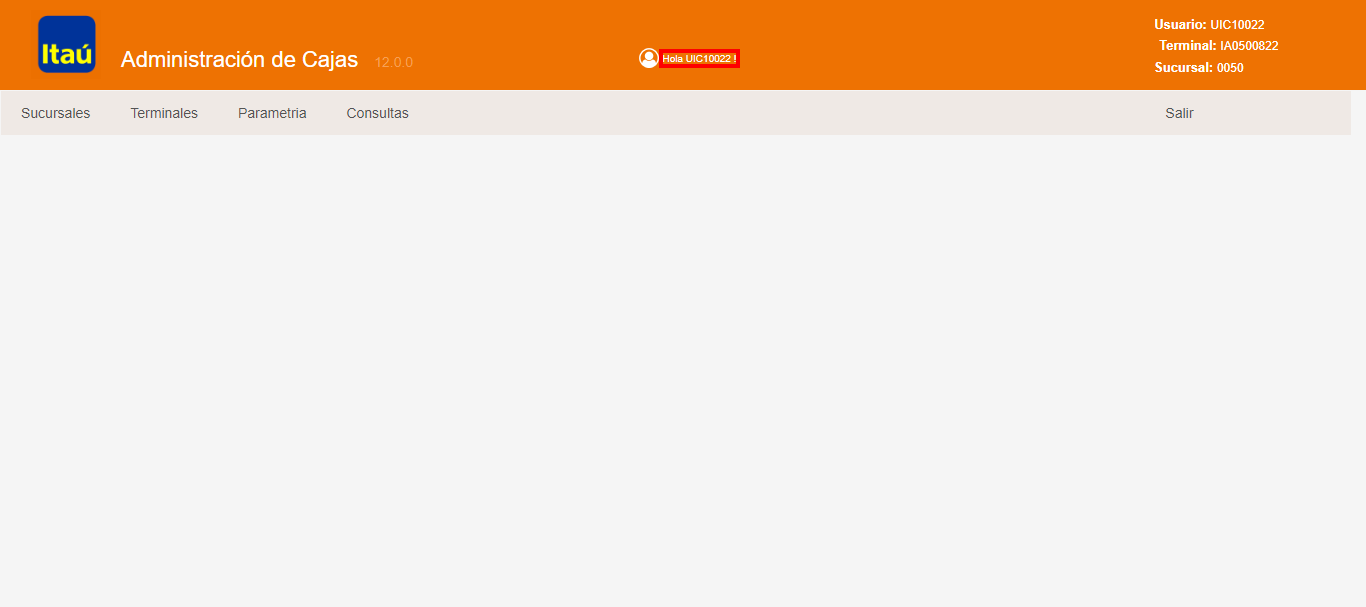 Itaú
Administración de Cajas 12.0.0
Hola UIC10022 !
Usuario: UIC10022
Terminal: IA0500822
Sucursal: 0050
Sucursales Terminales Parametria Consultas Salir